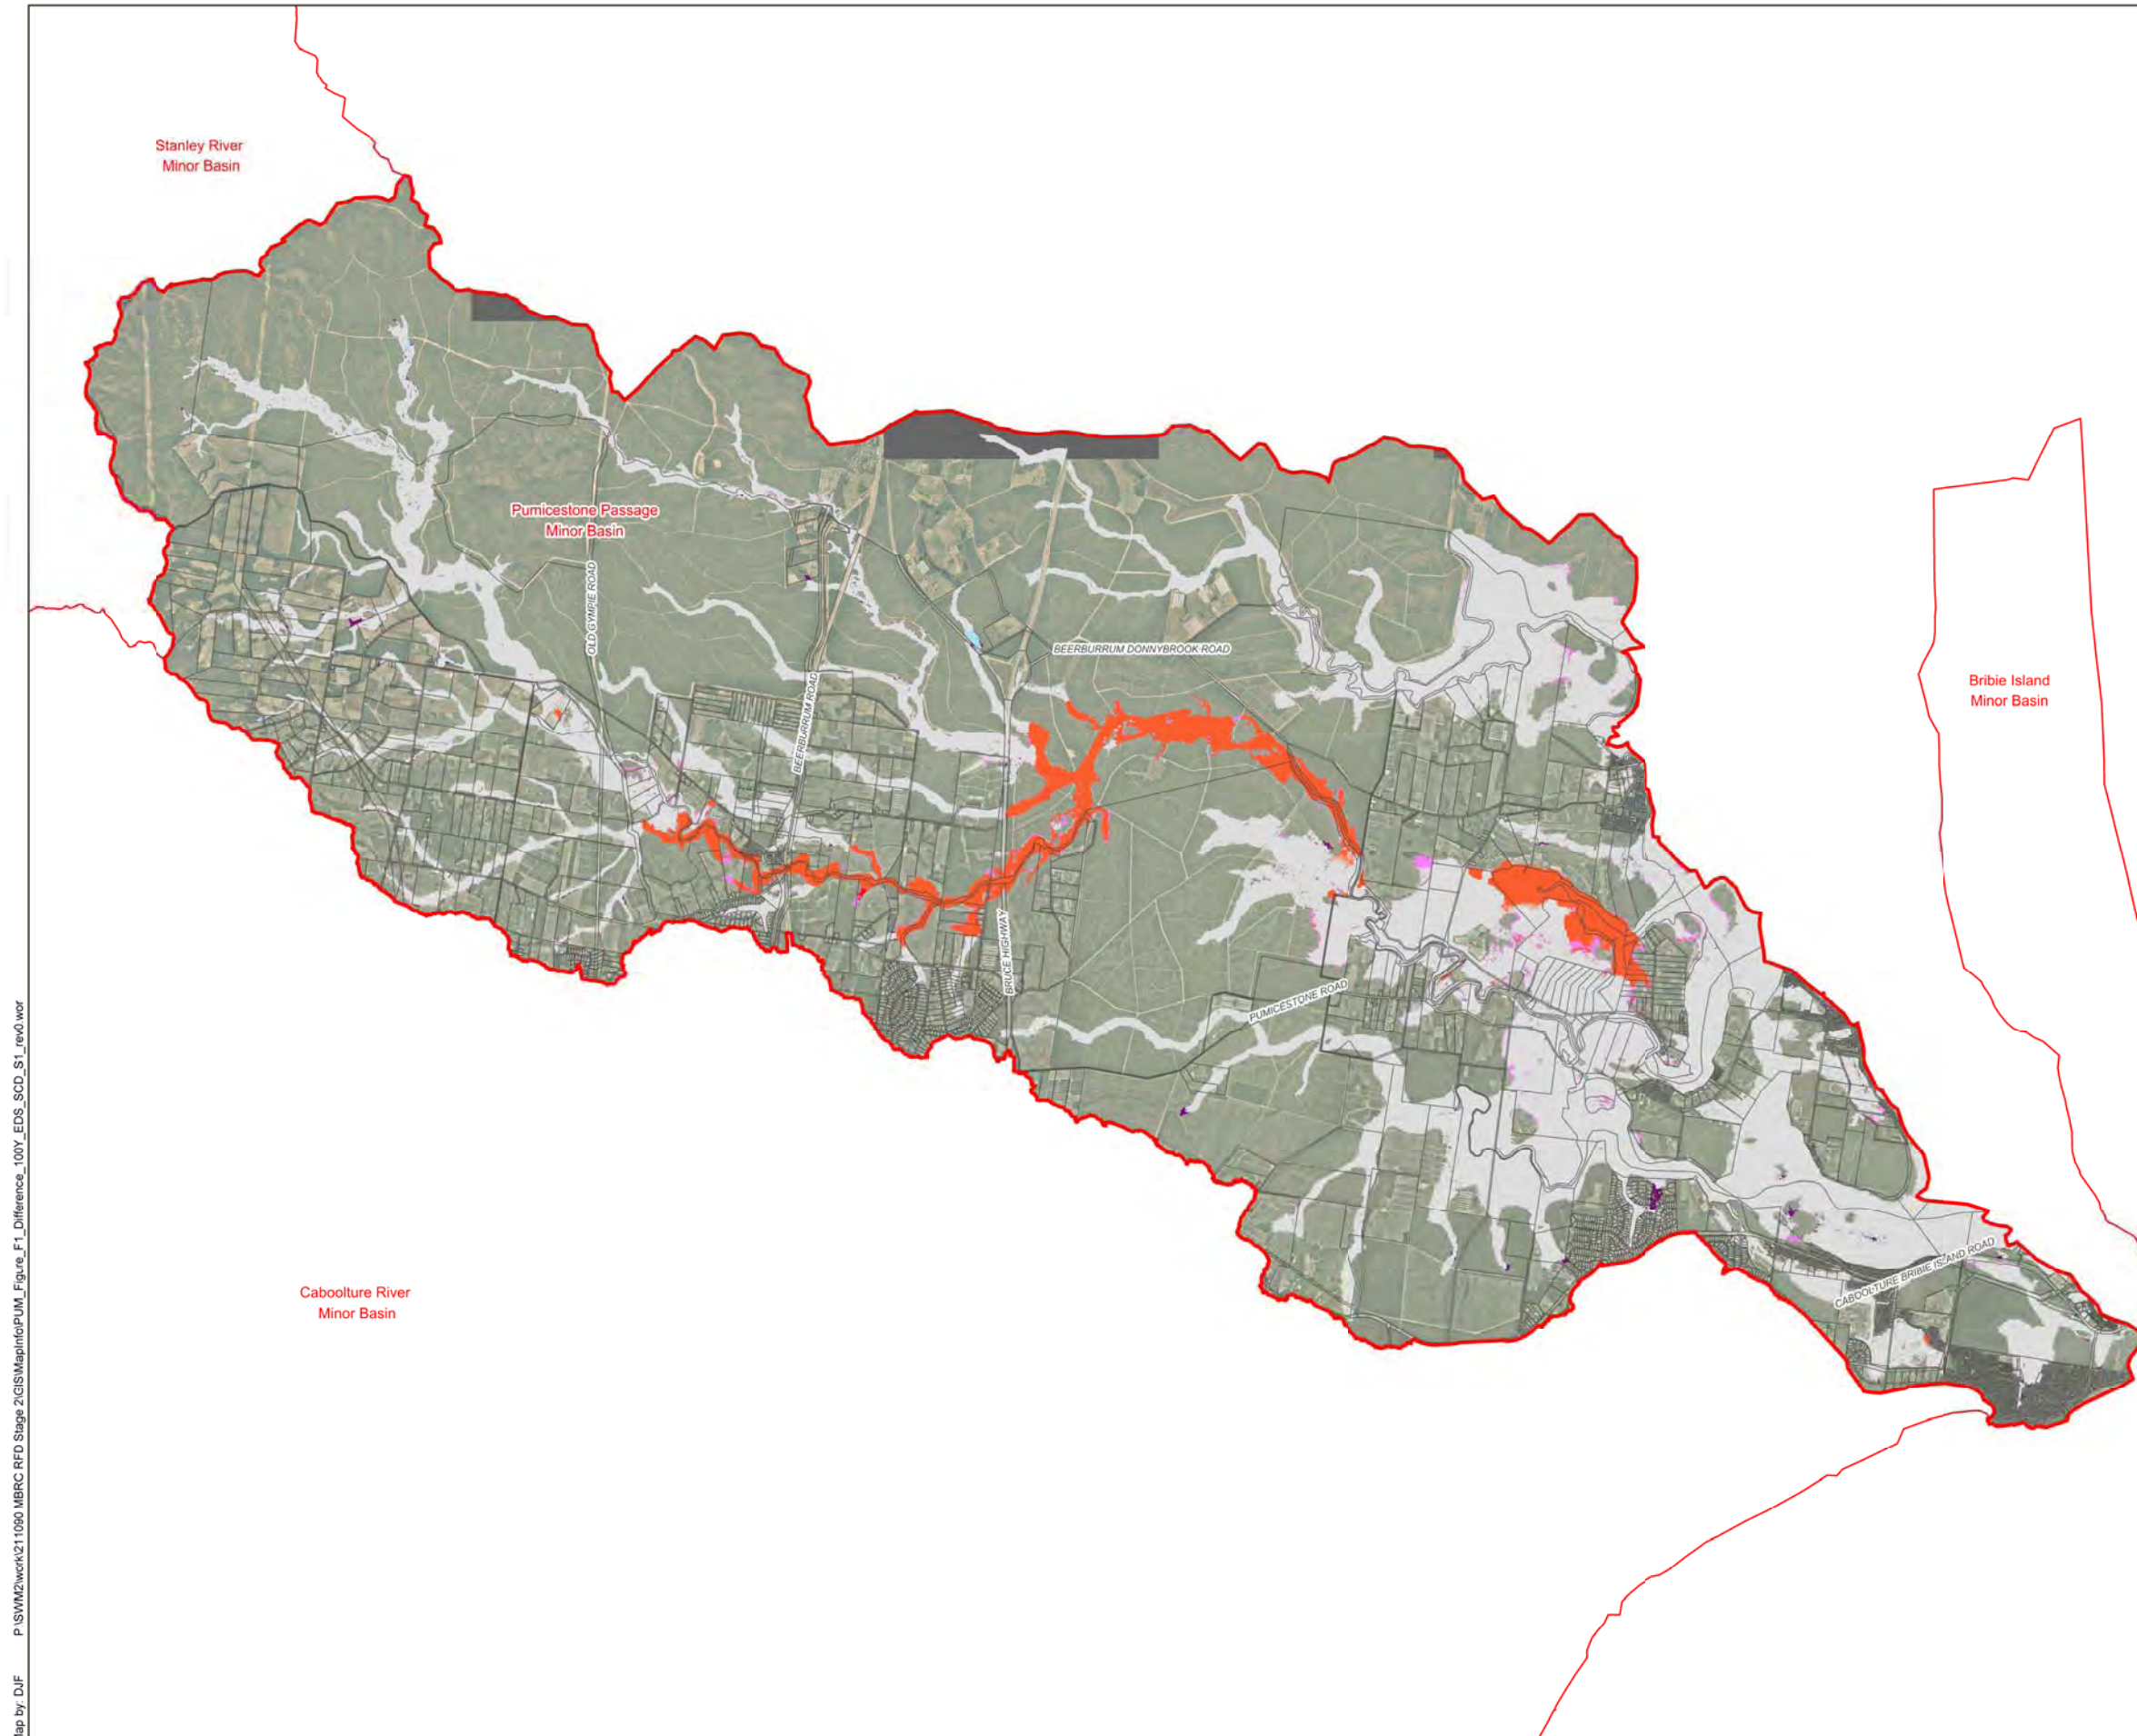 Stanley River
Minor Basin
Pumicestone Passage
Minor Basin
OLD GYMPIE ROAD
BEERBURRUM DONNYBROOK ROAD
BEERBURRUM ROAD
Bribie Island
Minor Basin
BRUCE HIGHWAY
PUMICESTONE ROAD
CABOOLTURE BRIBIE ISLAND ROAD
Caboolture River
Minor Basin
P:\SWM2\work\211090 MBRC RFD Stage 2\GIS\MapInfo\PUM_Figure_F1_Difference_100Y_EDS_SCD_S1_rev0.wor
Map by: DJF